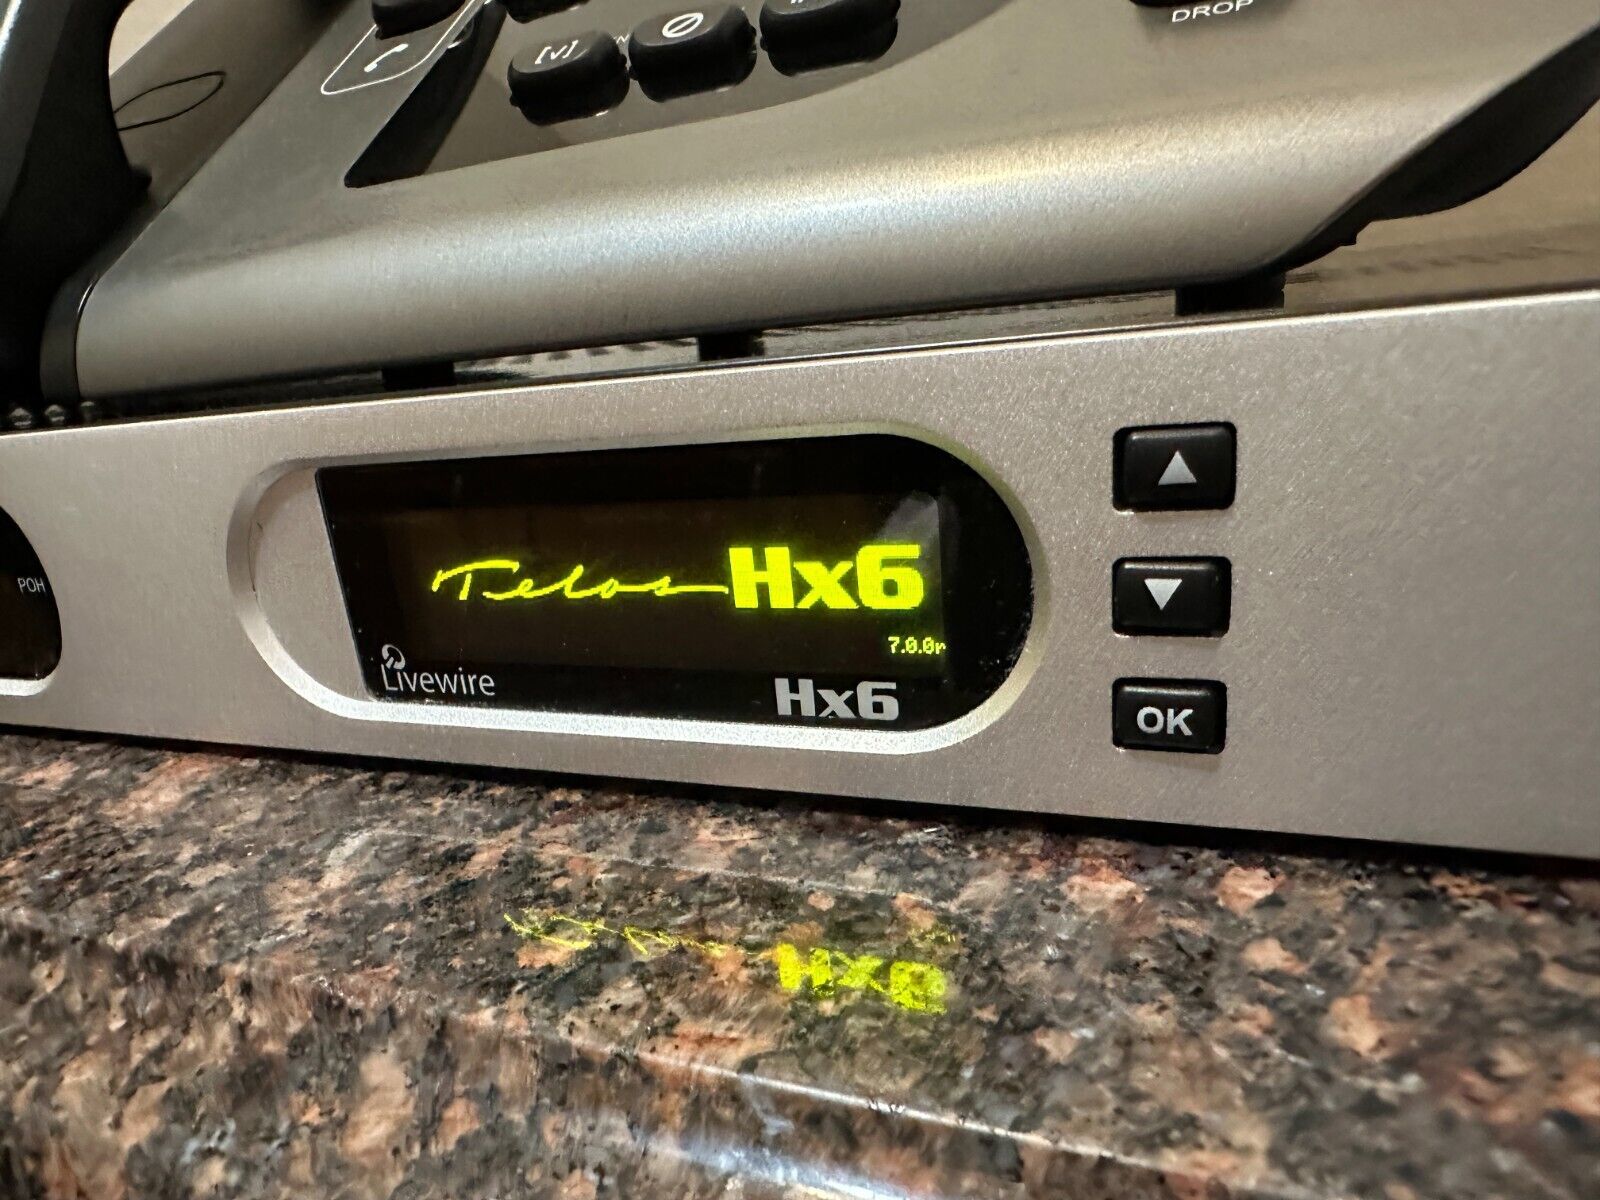 DROP
[v]
POH
Telos Hx6
7.0.0r
Livewire
Hx6
OK